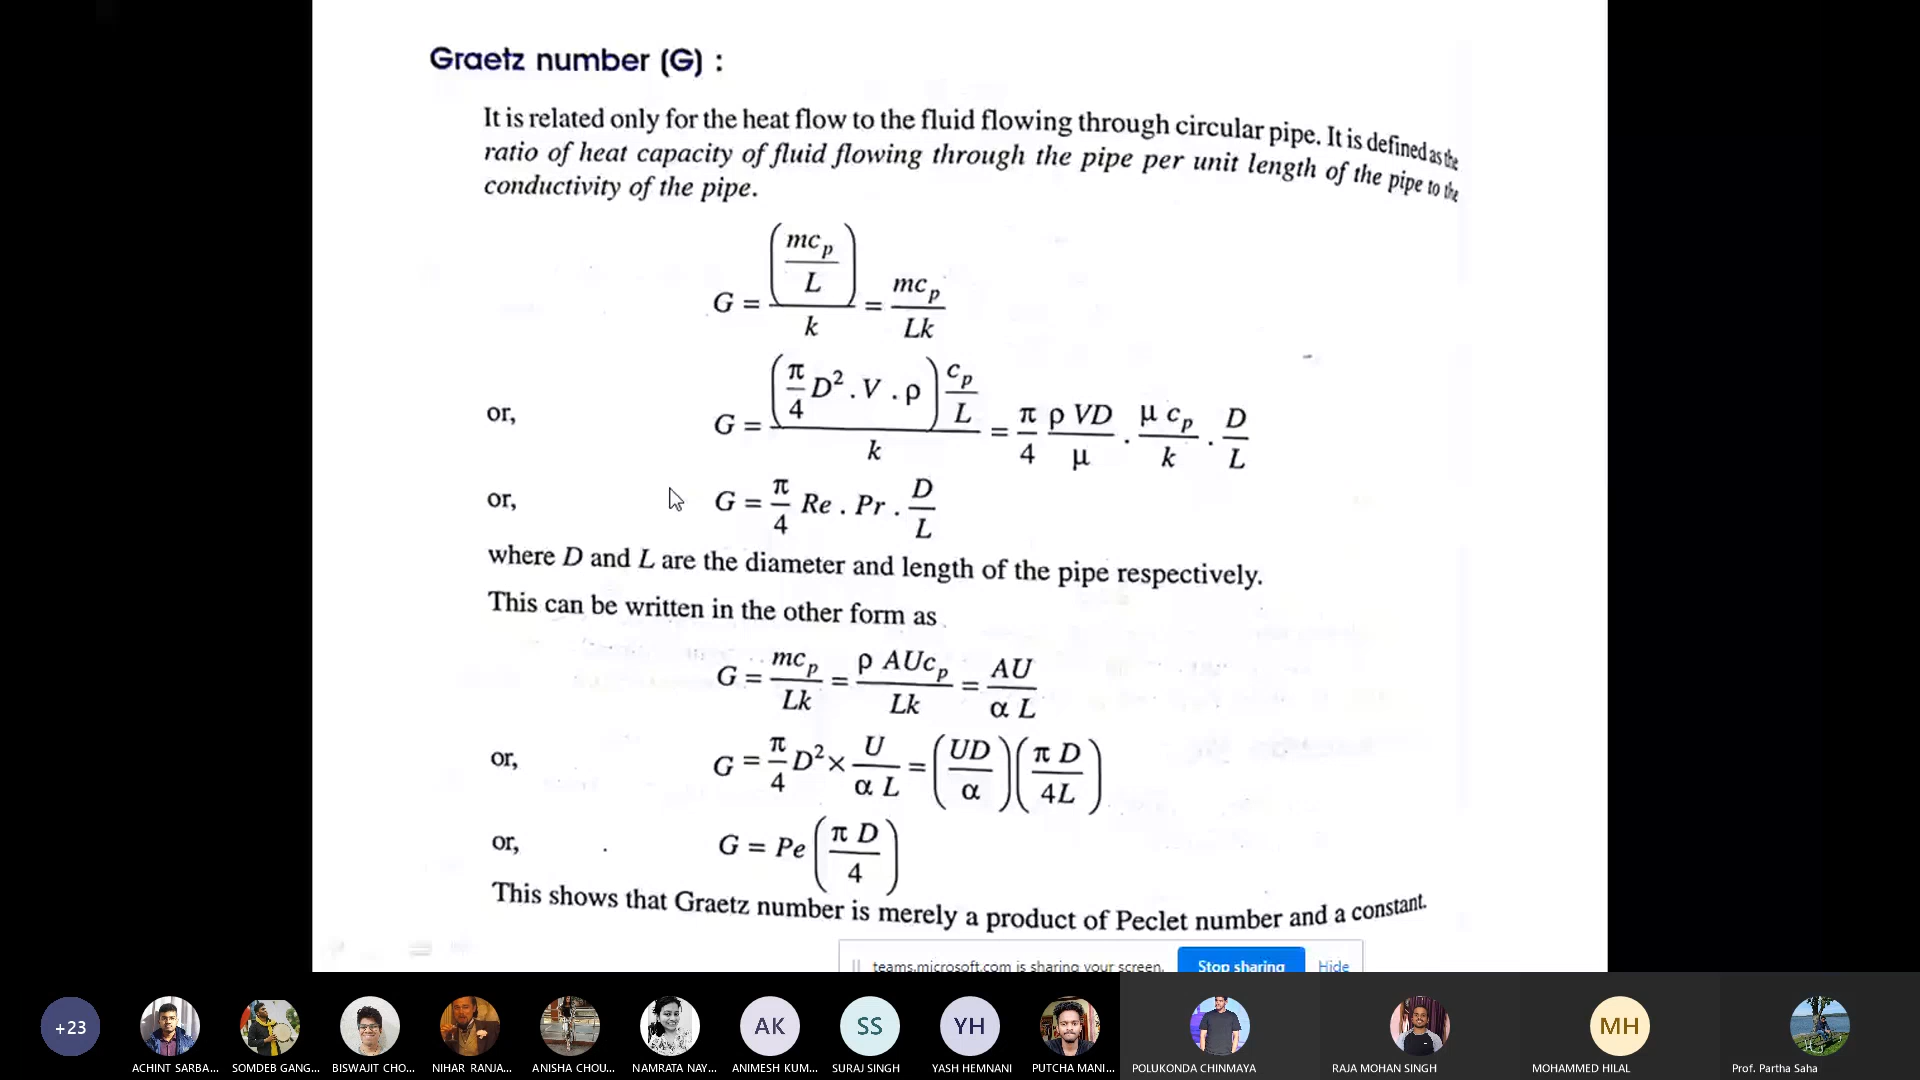 Graetz number (G) :
It is related only for the heat flow to the fluid flowing through circular pipe. It is defined as the
ratio of heat capacity of fluid flowing through the pipe per unit length of the pipe to the
conductivity of the pipe.
G = (mc_p / L) / k = mc_p / Lk
or, G = (π/4 D² . V . ρ) c_p/L / k = π/4 ρ VD/μ . μ c_p/k . D/L
or, G = π/4 Re . Pr . D/L
where D and L are the diameter and length of the pipe respectively.
This can be written in the other form as
G = mc_p/Lk = ρ AUc_p/Lk = AU/α L
or, G = π/4 D² × U/α L = (UD/α) (π D/4L)
or, G = Pe (π D/4)
This shows that Graetz number is merely a product of Peclet number and a constant.
teams.microsoft.com is sharing your screen. Stop sharing Hide
+23 AK SS YH MH
ACHINT SARBA... SOMDEB GANG... BISWAJIT CHO... NIHAR RANJA... ANISHA CHOU... NAMRATA NAY... ANIMESH KUM... SURAJ SINGH YASH HEMNANI PUTCHA MANI... POLUKONDA CHINMAYA RAJA MOHAN SINGH MOHAMMED HILAL Prof. Partha Saha